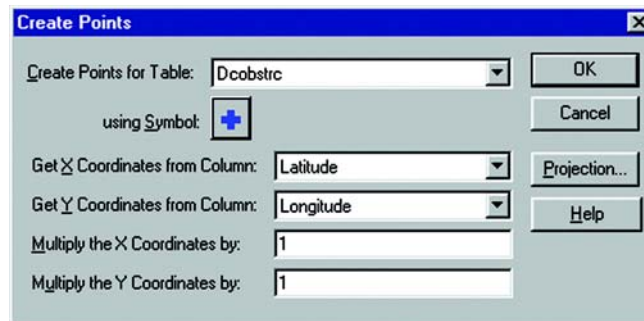 Create Points
Create Points for Table: Dcobstrc
OK
using Symbol:
Cancel
Get X Coordinates from Column: Latitude
Projection...
Get Y Coordinates from Column: Longitude
Help
Multiply the X Coordinates by: 1
Multiply the Y Coordinates by: 1